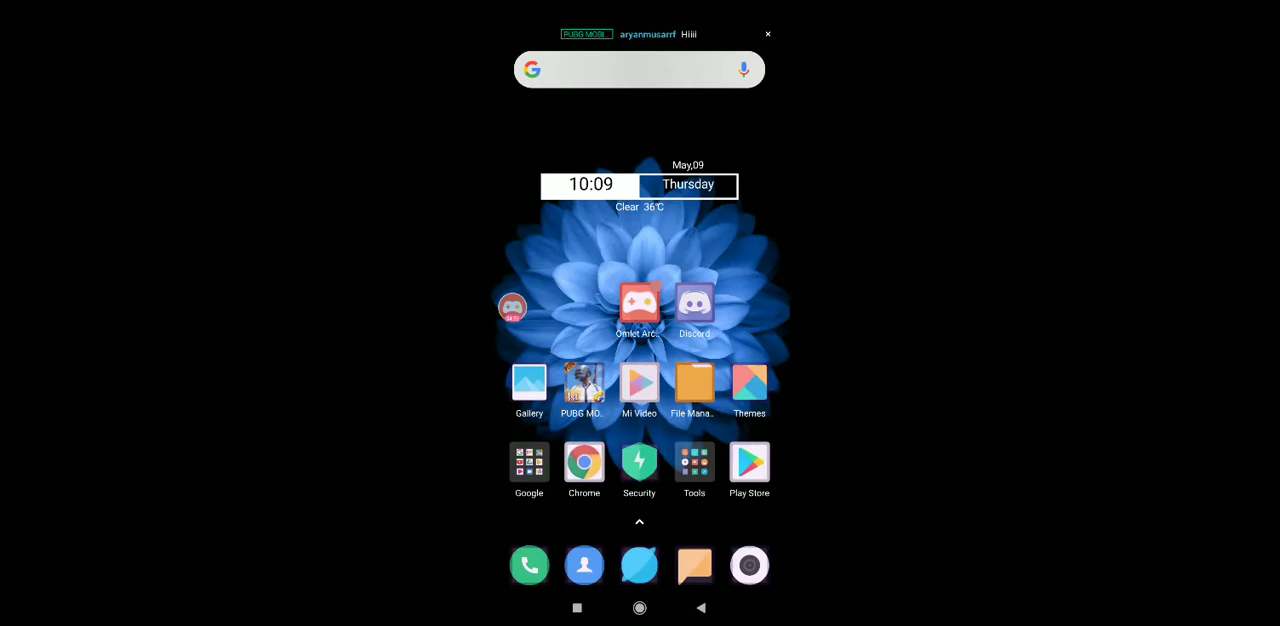 PUBG MOBI... aryanmusarrf Hiiii ×
May,09
10:09 Thursday
Clear 36℃
Omlet Arc.. Discord
Gallery PUBG MO.. Mi Video File Mana.. Themes
Google Chrome Security Tools Play Store